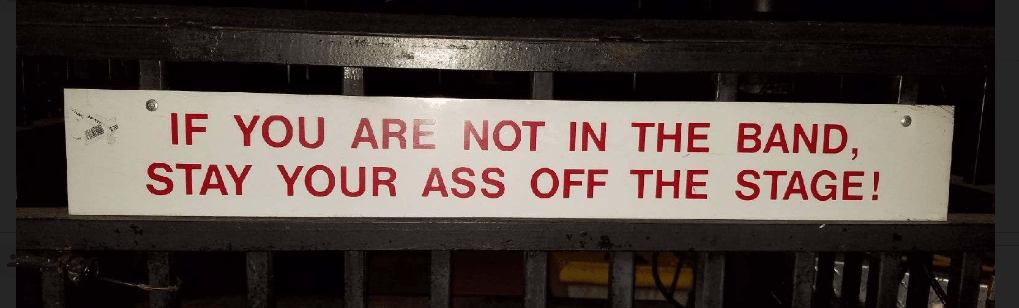 IF YOU ARE NOT IN THE BAND,
STAY YOUR ASS OFF THE STAGE!